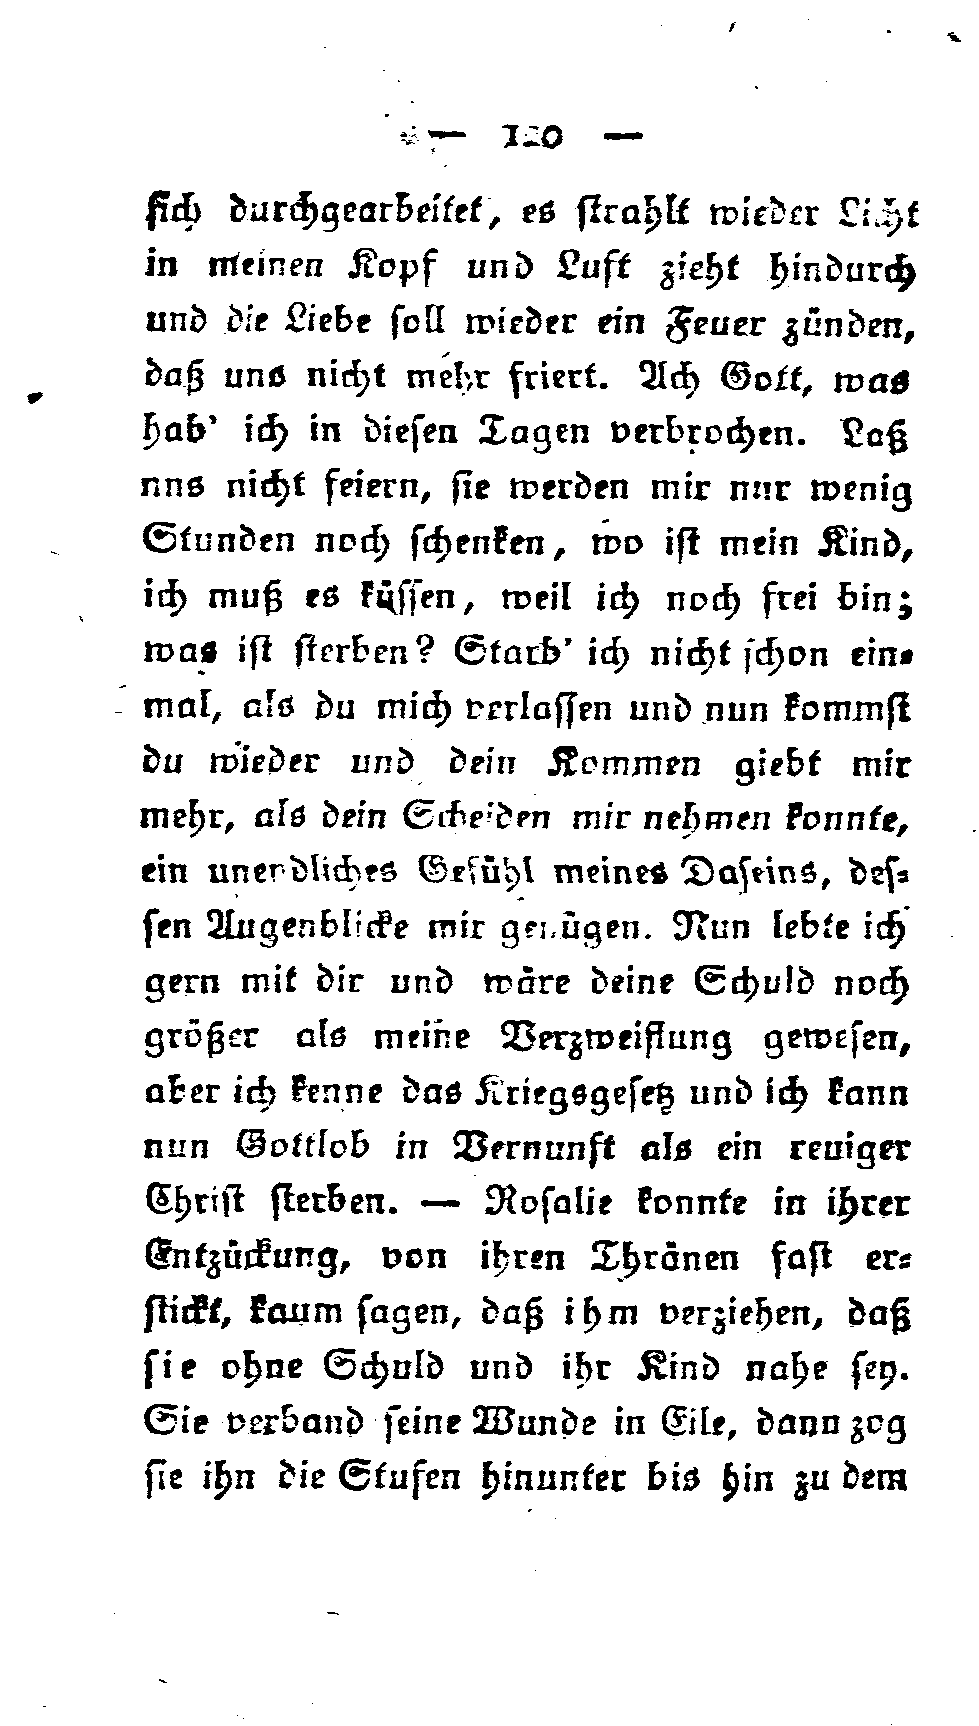 — 120 —
ſich durchgearbeitet, es ſtrahlt wieder Licht
in meinen Kopf und Luft zieht hindurch
und die Liebe ſoll wieder ein Feuer zünden,
daß uns nicht mehr friert. Ach Gott, was
hab' ich in dieſen Tagen verbrochen. Laß
nns nicht feiern, ſie werden mir nur wenig
Stunden noch ſchenken, wo iſt mein Kind,
ich muß es küſſen, weil ich noch frei bin;
was iſt ſterben? Starb' ich nicht ſchon ein⸗
mal, als du mich verlaſſen und nun kommſt
du wieder und dein Kommen giebt mir
mehr, als dein Scheiden mir nehmen konnte,
ein unendliches Gefühl meines Daſeins, deſ⸗
ſen Augenblicke mir genügen. Nun lebte ich
gern mit dir und wäre deine Schuld noch
größer als meine Verzweiflung geweſen,
aber ich kenne das Kriegsgeſetz und ich kann
nun Gottlob in Vernunft als ein reuiger
Chriſt ſterben. — Roſalie konnte in ihrer
Entzückung, von ihren Thränen faſt er⸗
ſtickt, kaum ſagen, daß ihm verziehen, daß
ſie ohne Schuld und ihr Kind nahe ſey.
Sie verband ſeine Wunde in Eile, dann zog
ſie ihn die Stufen hinunter bis hin zu dem